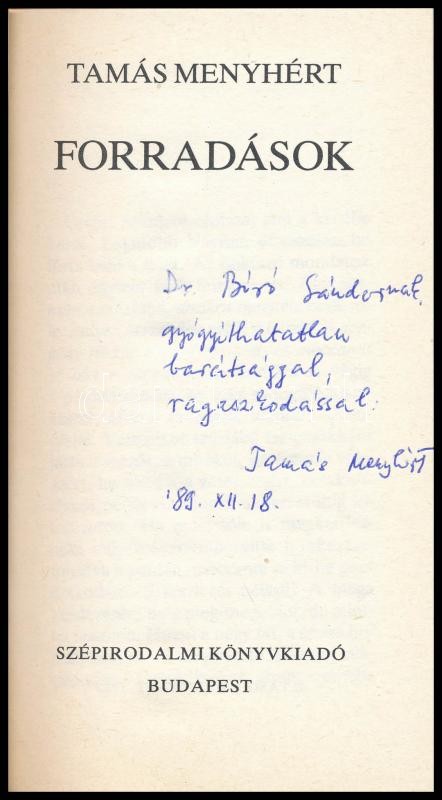 TAMÁS MENYHÉRT
FORRADÁSOK
Dr. Bíró Sándornak,
gyógyíthatatlan
barátsággal,
ragaszkodással:
Tamás Menyhért
'89. XII. 18.
SZÉPIRODALMI KÖNYVKIADÓ
BUDAPEST